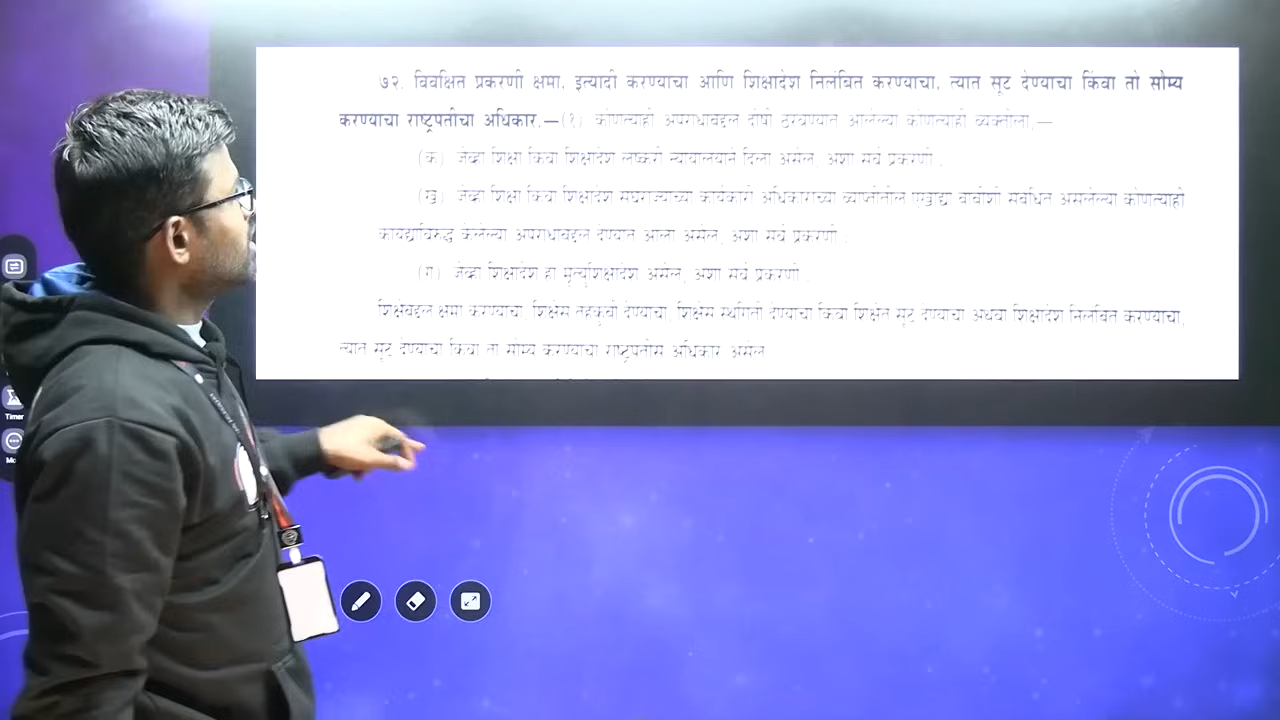 ७२. विवक्षित प्रकरणी क्षमा, इत्यादी करण्याचा आणि शिक्षादेश निलंबित करण्याचा, त्यात सूट देण्याचा किंवा तो सौम्य
करण्याचा राष्ट्रपतीचा अधिकार.—(१) कोणत्याही अपराधाबद्दल दोषी ठरवण्यात आलेल्या कोणत्याही व्यक्तीला,—
(क) जेव्हा शिक्षा किंवा शिक्षादेश लष्करी न्यायालयाने दिला असेल, अशा सर्व प्रकरणी ;
(ख) जेव्हा शिक्षा किंवा शिक्षादेश संघराज्याच्या कार्यकारी अधिकाराच्या व्याप्तीतील एखाद्या बाबीशी संबंधित असलेल्या कोणत्याही
कायद्याविरुद्ध केलेल्या अपराधाबद्दल देण्यात आला असेल, अशा सर्व प्रकरणी ;
(ग) जेव्हा शिक्षादेश हा मृत्युशिक्षादेश असेल, अशा सर्व प्रकरणी,
शिक्षेबद्दल क्षमा करण्याचा, शिक्षेस तहकुबी देण्याचा, शिक्षेस स्थगिती देण्याचा किंवा शिक्षेत सूट देण्याचा अथवा शिक्षादेश निलंबित करण्याचा,
त्यात सूट देण्याचा किंवा तो सौम्य करण्याचा राष्ट्रपतीस अधिकार असेल
Timer